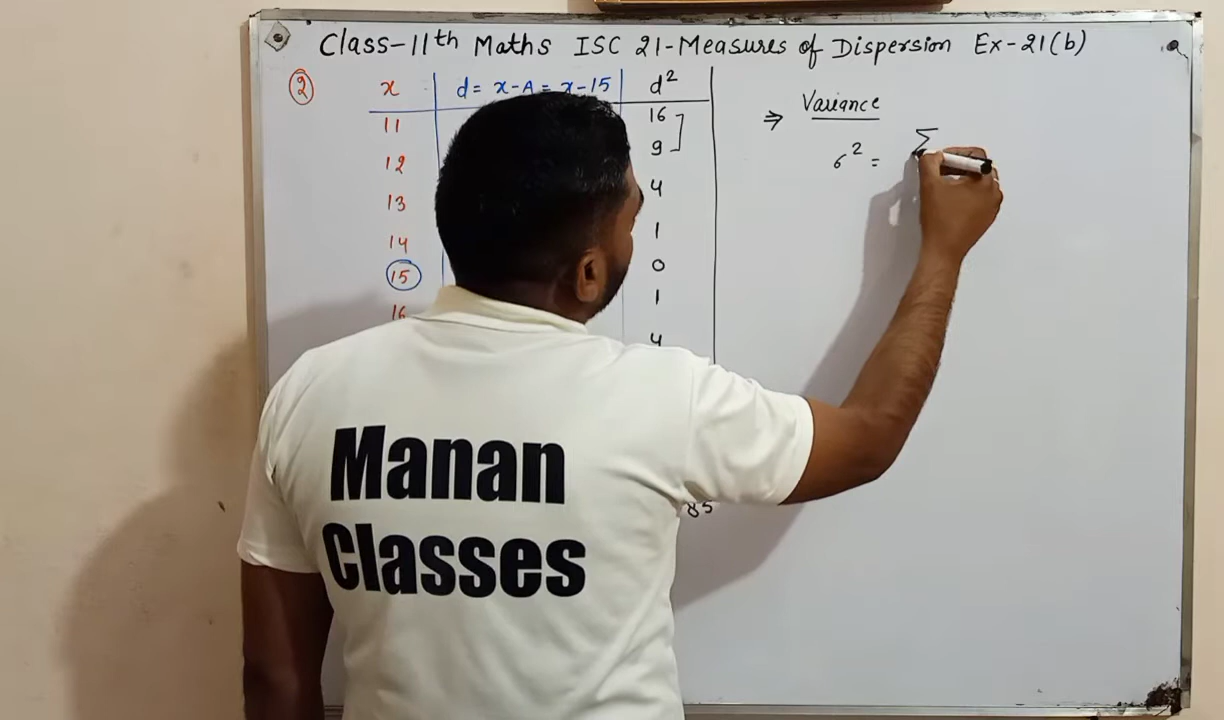 Class-11th Maths ISC 21-Measures of Dispersion Ex-21(b)
2 x d = x-A = x-15 d²
11 16
12 9
13 4
14 1
15 0
16 1
4
85
⇒ Variance
σ² = Σ
Manan
Classes